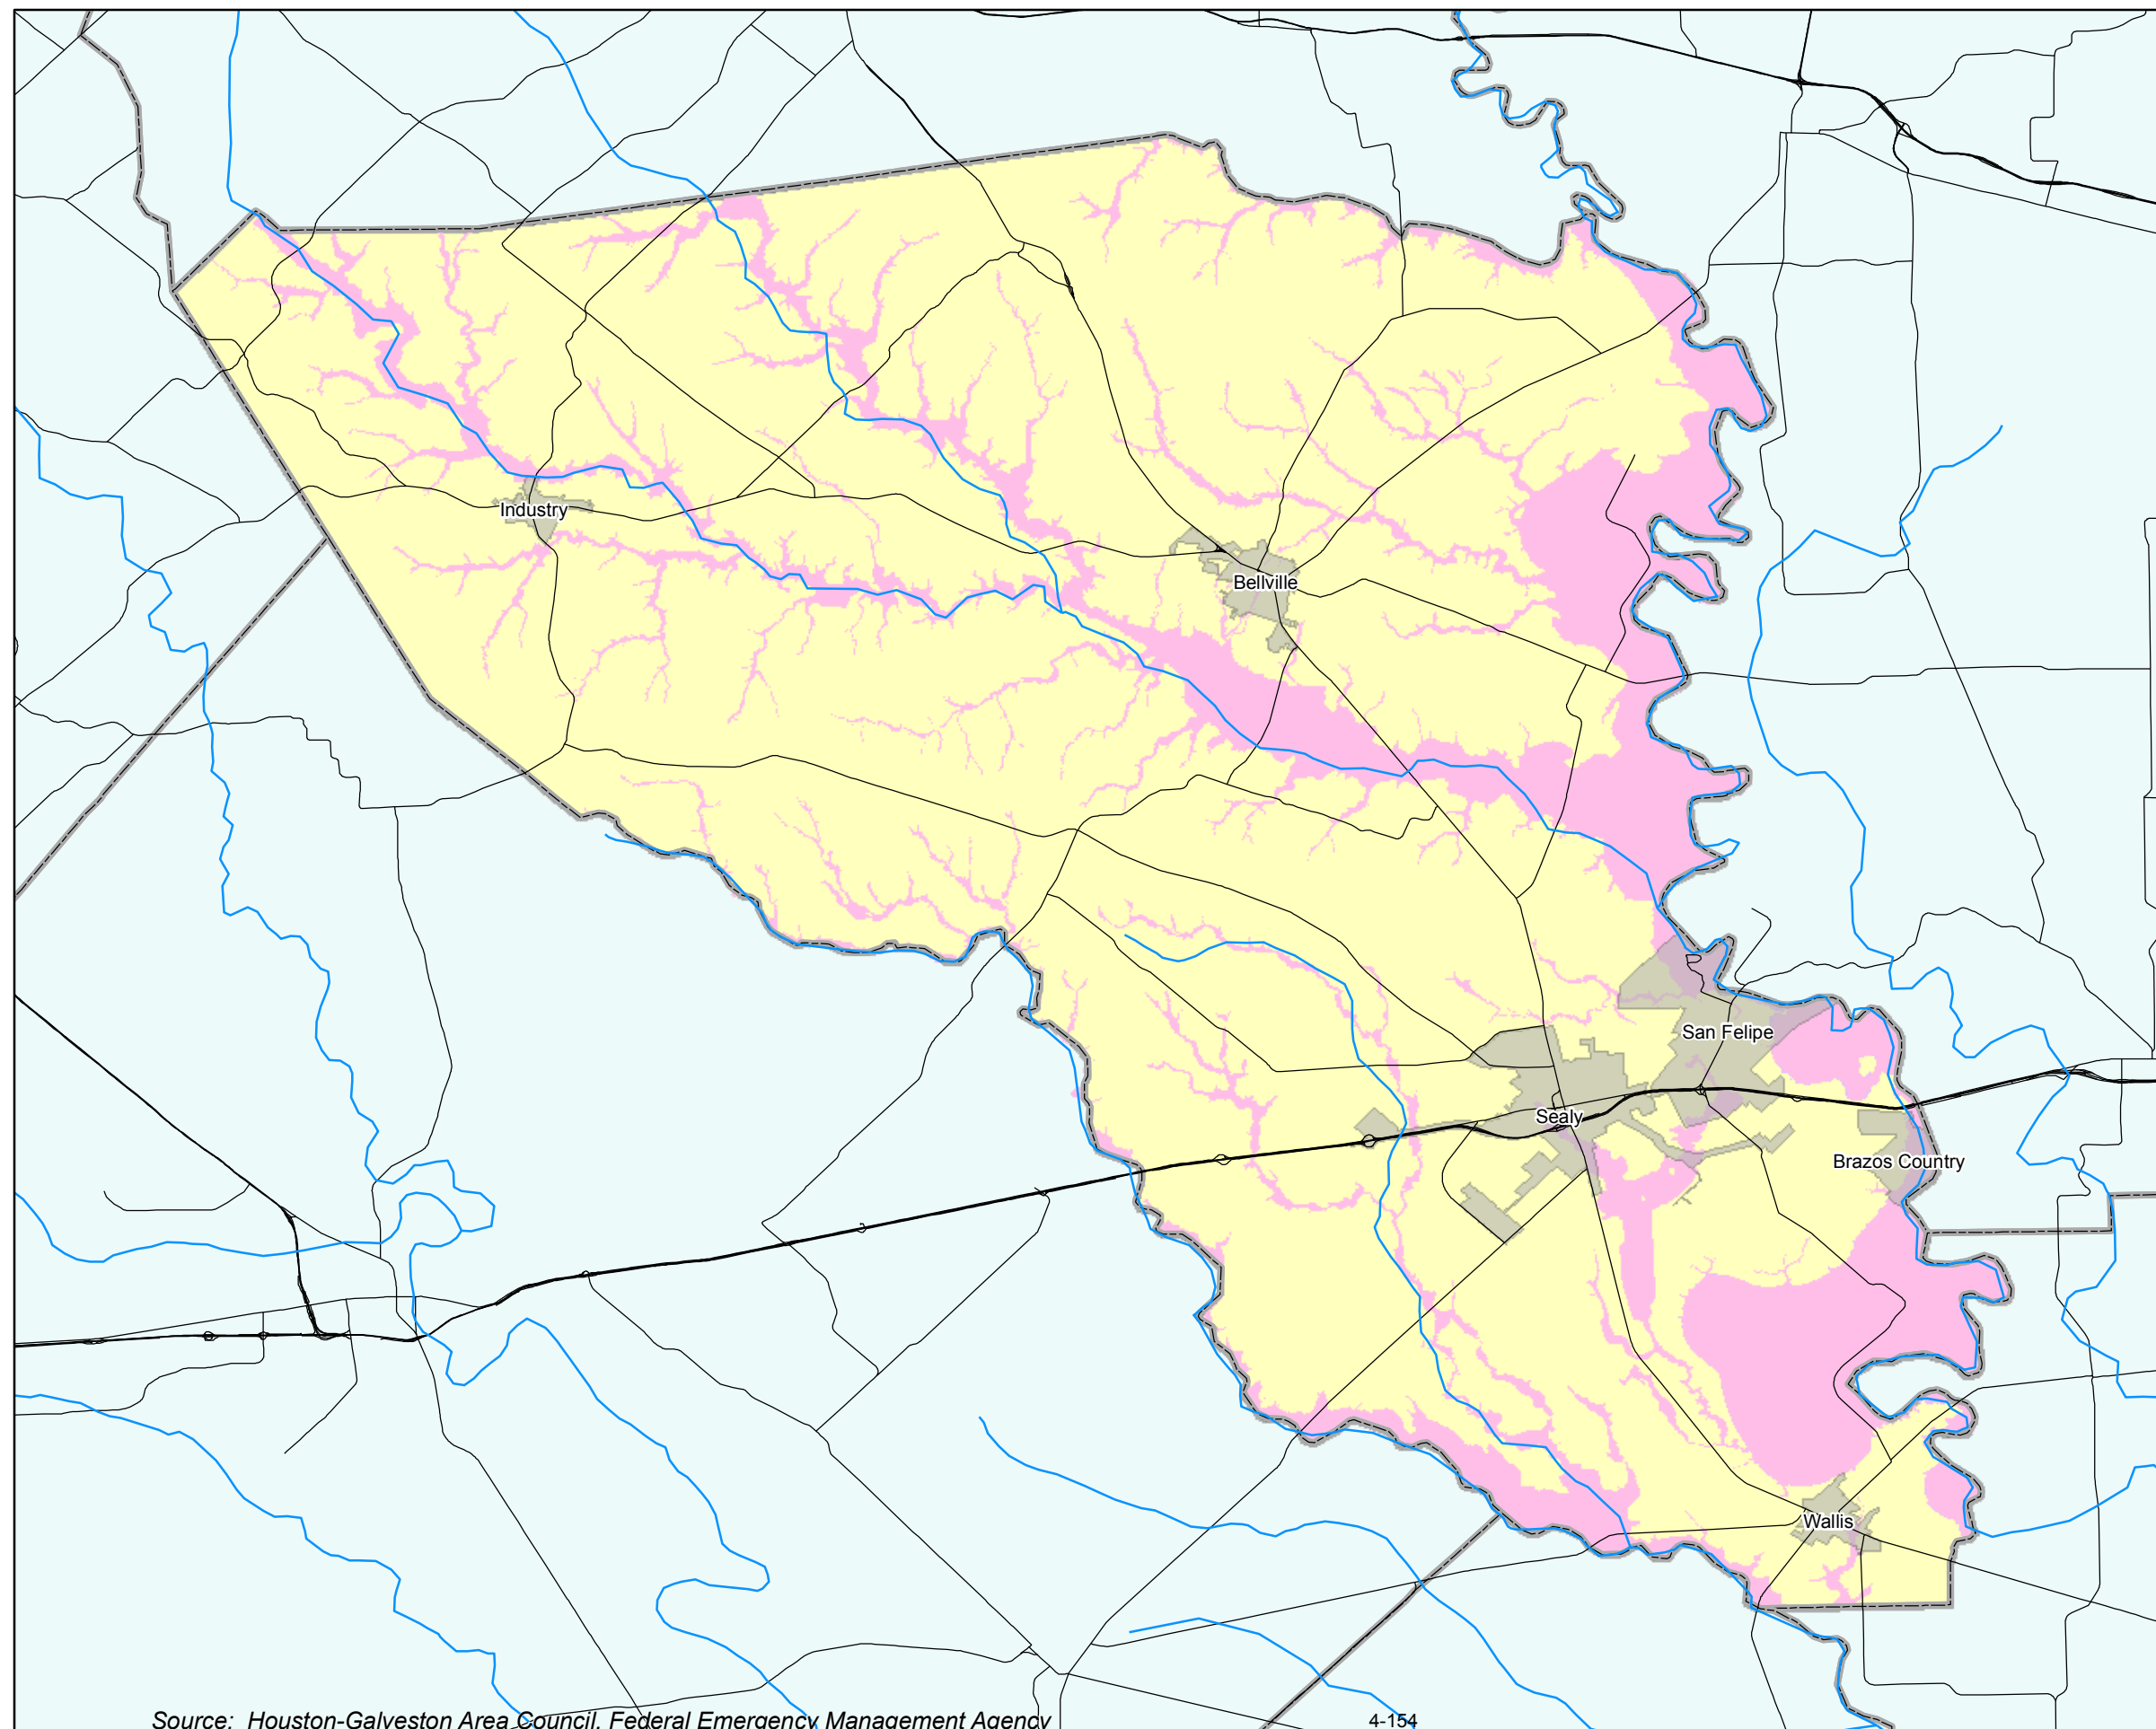 Industry
Bellville
San Felipe
Sealy
Brazos Country
Wallis
Source: Houston-Galveston Area Council, Federal Emergency Management Agency
4-154